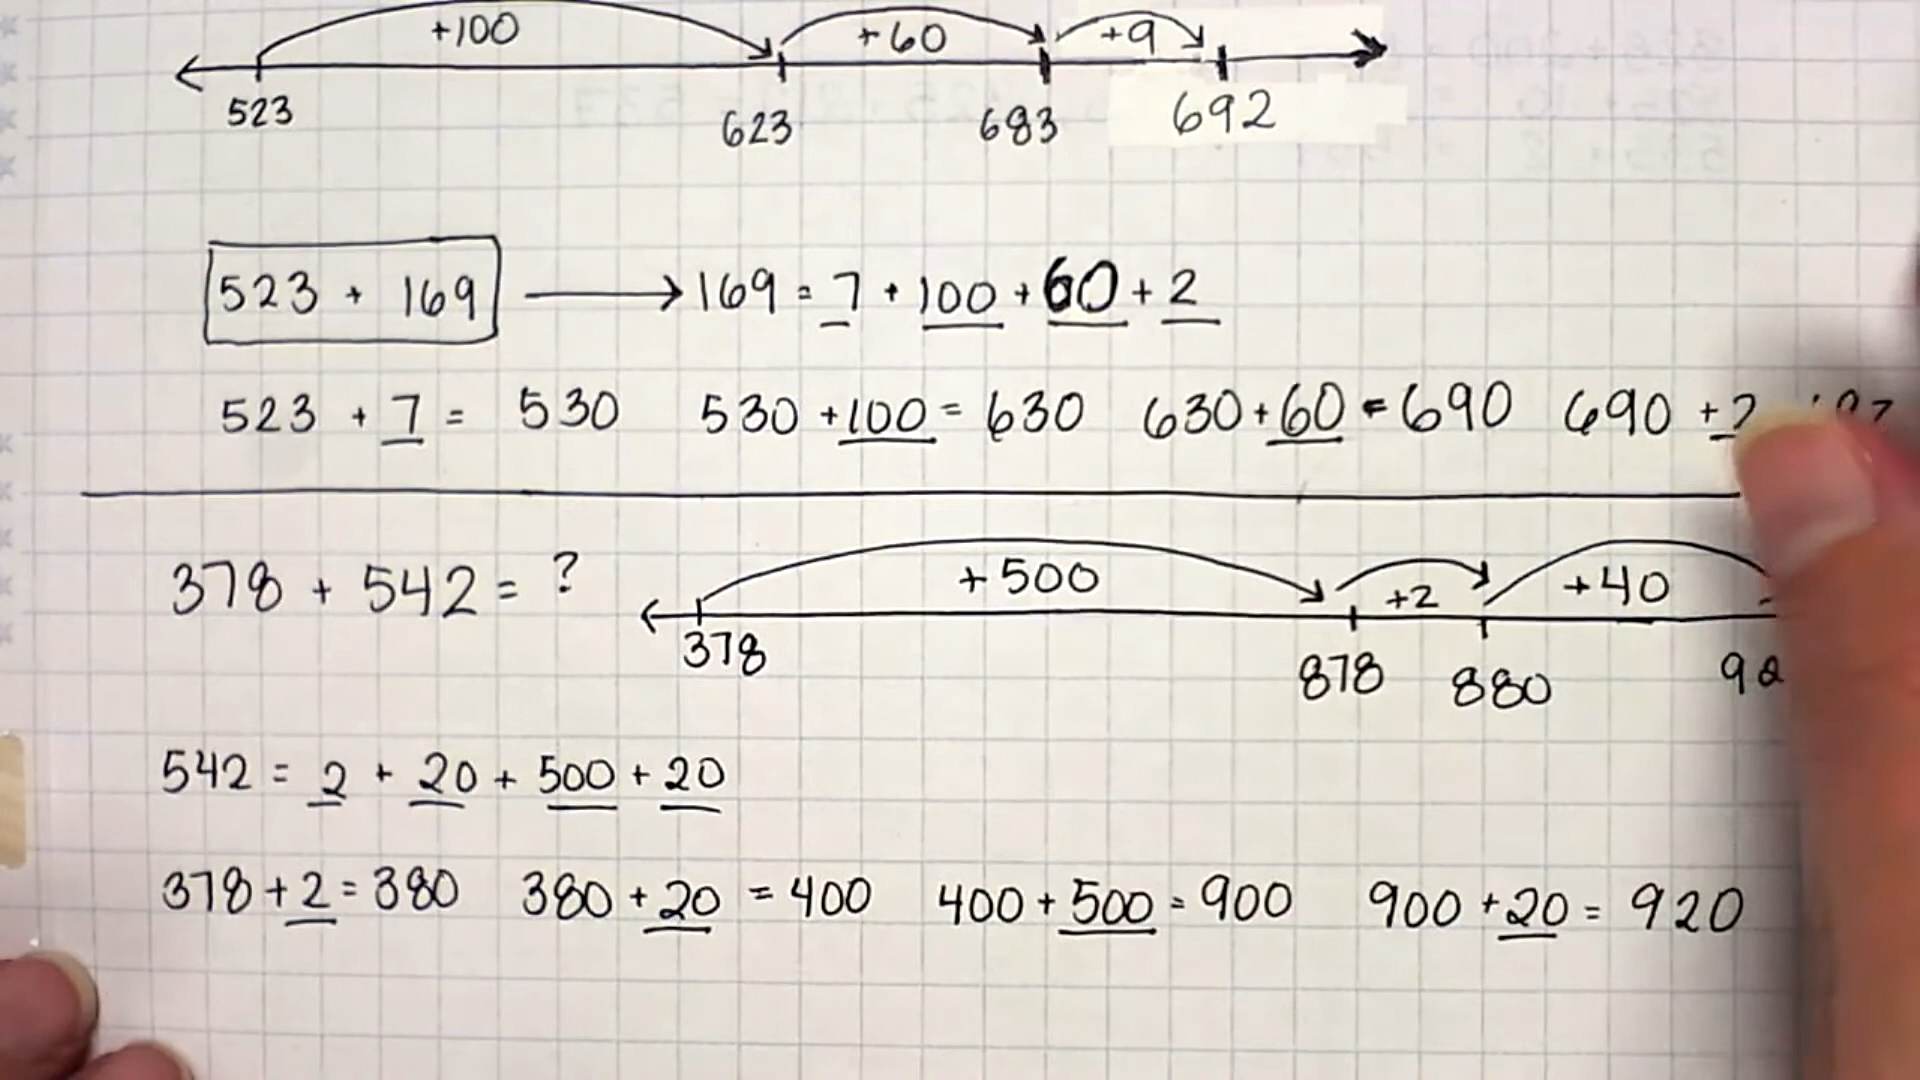 +100 +60 +9
523 623 683 692
523 + 169 → 169 = 7 + 100 + 60 + 2
523 + 7 = 530 530 + 100 = 630 630 + 60 = 690 690 + 2
378 + 542 = ?
+500 +2 +40
378 878 880
542 = 2 + 20 + 500 + 20
378 + 2 = 380 380 + 20 = 400 400 + 500 = 900 900 + 20 = 920